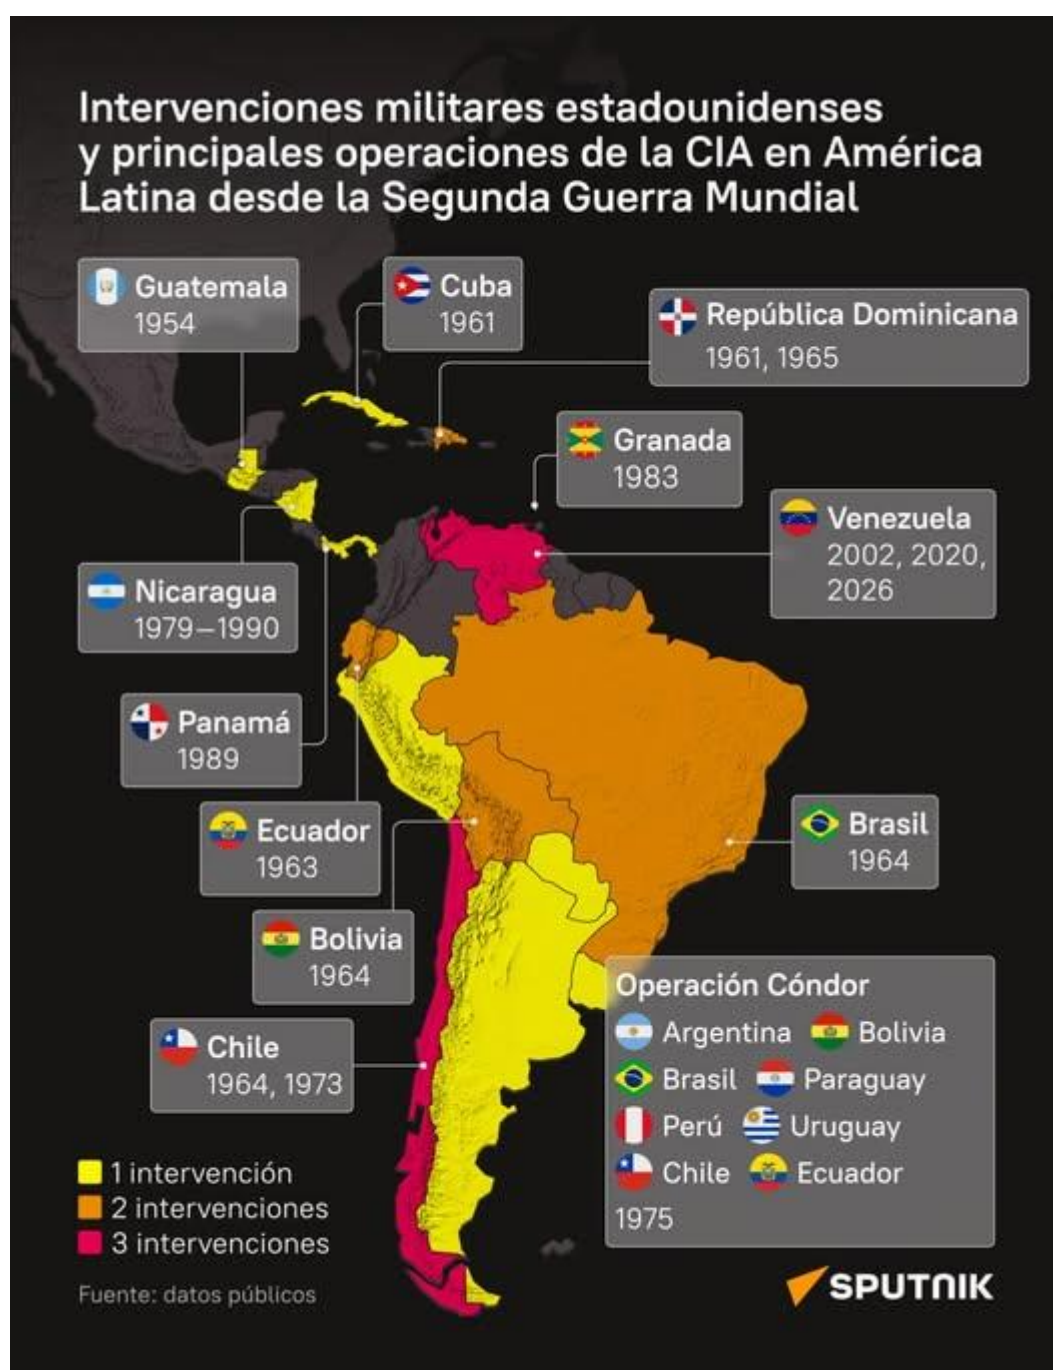 Intervenciones militares estadounidenses
y principales operaciones de la CIA en América
Latina desde la Segunda Guerra Mundial
Guatemala
1954
Cuba
1961
República Dominicana
1961, 1965
Granada
1983
Venezuela
2002, 2020,
2026
Nicaragua
1979–1990
Panamá
1989
Ecuador
1963
Brasil
1964
Bolivia
1964
Chile
1964, 1973
Operación Cóndor
Argentina Bolivia
Brasil Paraguay
Perú Uruguay
Chile Ecuador
1975
1 intervención
2 intervenciones
3 intervenciones
Fuente: datos públicos
SPUTNIK